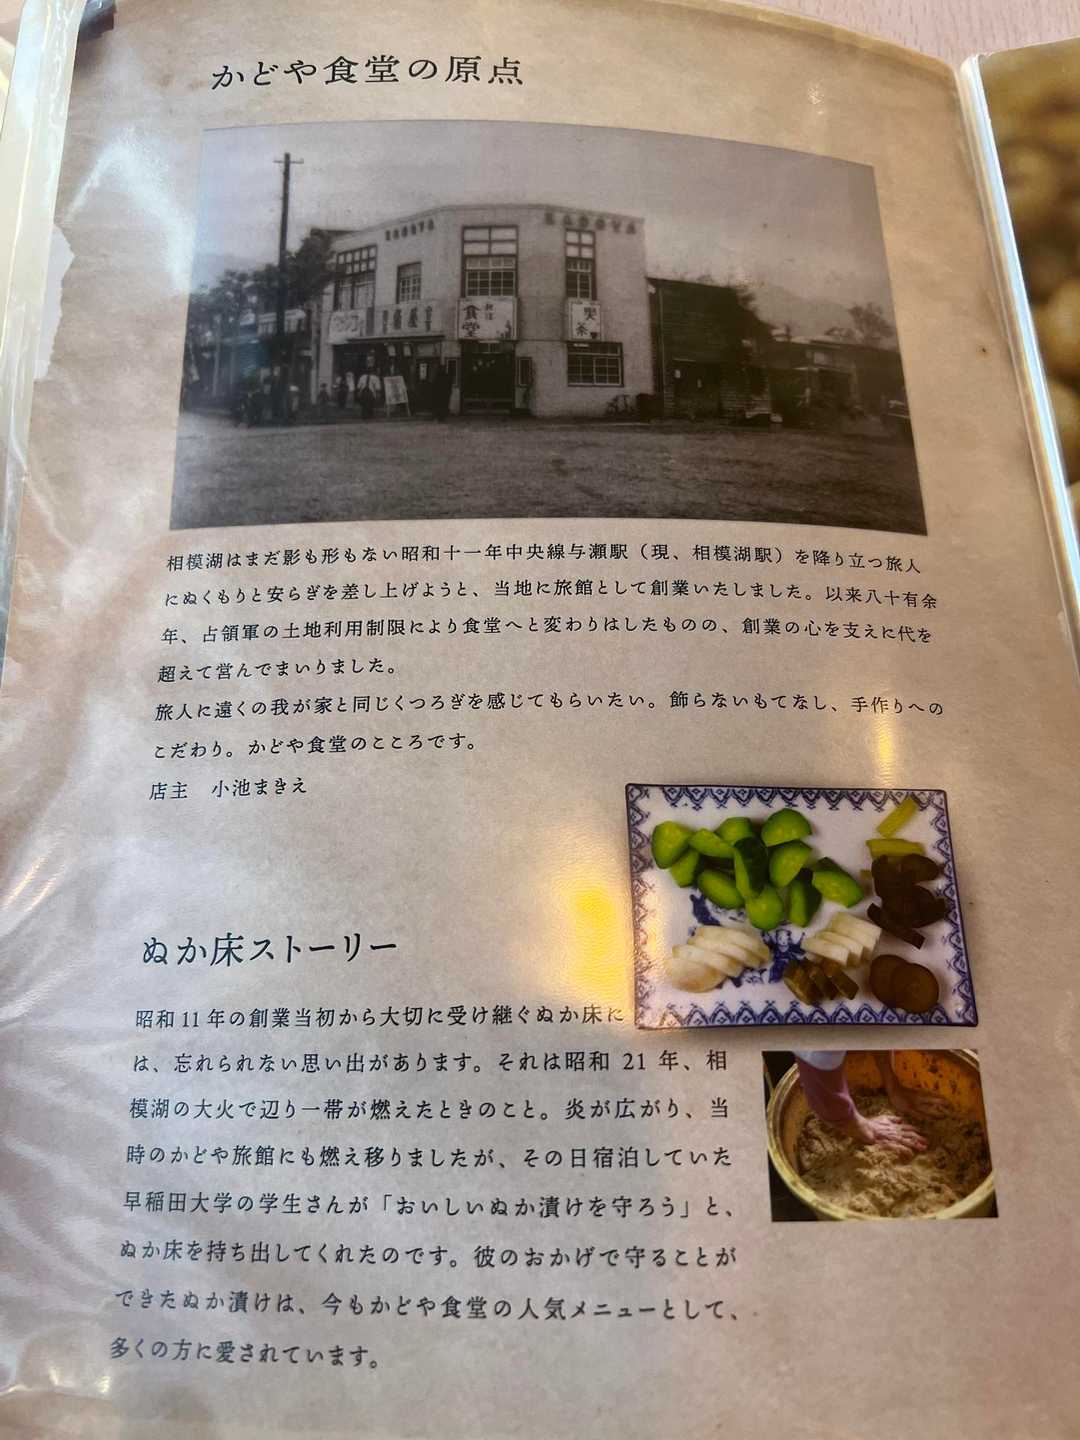 かどや食堂の原点
KADOYA
KADOYA
食堂
喫茶
相模湖はまだ影も形もない昭和十一年中央線与瀬駅（現、相模湖駅）を降り立つ旅人
にぬくもりと安らぎを差し上げようと、当地に旅館として創業いたしました。以来八十有余
年、占領軍の土地利用制限により食堂へと変わりはしたものの、創業の心を支えに代を
超えて営んでまいりました。
旅人に遠くの我が家と同じくつろぎを感じてもらいたい。飾らないもてなし、手作りへの
こだわり。かどや食堂のこころです。
店主　小池まきえ
ぬか床ストーリー
昭和11年の創業当初から大切に受け継ぐぬか床に
は、忘れられない思い出があります。それは昭和 21 年、相
模湖の大火で辺り一帯が燃えたときのこと。炎が広がり、当
時のかどや旅館にも燃え移りましたが、その日宿泊していた
早稲田大学の学生さんが「おいしいぬか漬けを守ろう」と、
ぬか床を持ち出してくれたのです。彼のおかげで守ることが
できたぬか漬けは、今もかどや食堂の人気メニューとして、
多くの方に愛されています。